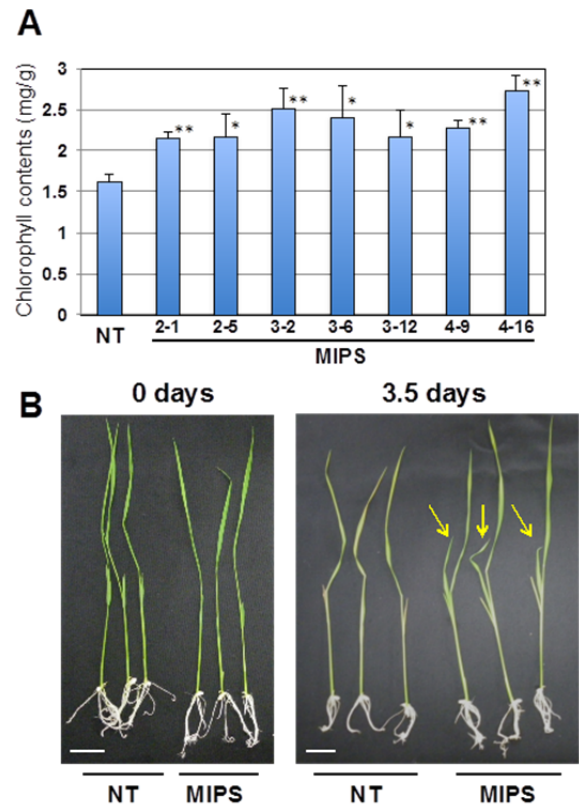 A
Chlorophyll contents (mg/g)
3
2.5
2
1.5
1
0.5
0
** * ** * * ** **
NT 2-1 2-5 3-2 3-6 3-12 4-9 4-16
MIPS
B
0 days 3.5 days
NT MIPS NT MIPS